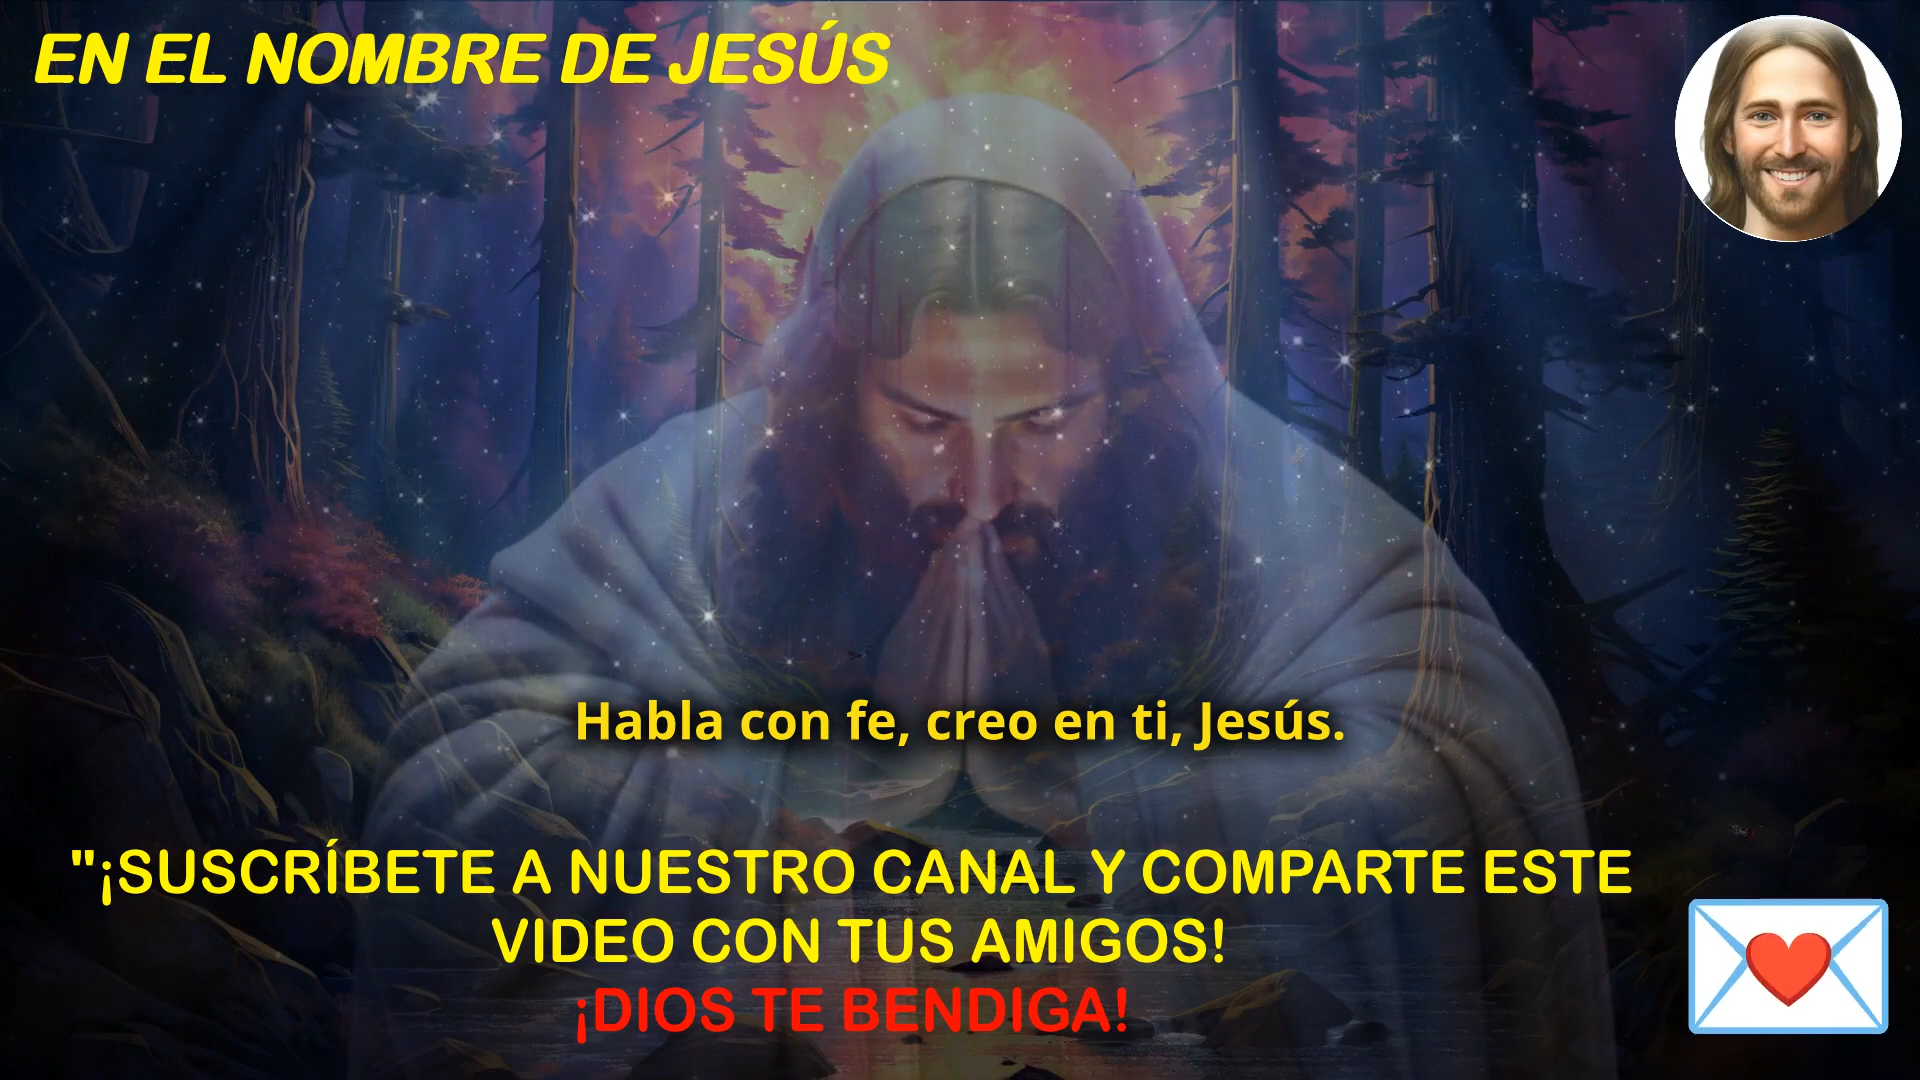 EN EL NOMBRE DE JESÚS
Habla con fe, creo en ti, Jesús.
"¡SUSCRÍBETE A NUESTRO CANAL Y COMPARTE ESTE
VIDEO CON TUS AMIGOS!
¡DIOS TE BENDIGA!